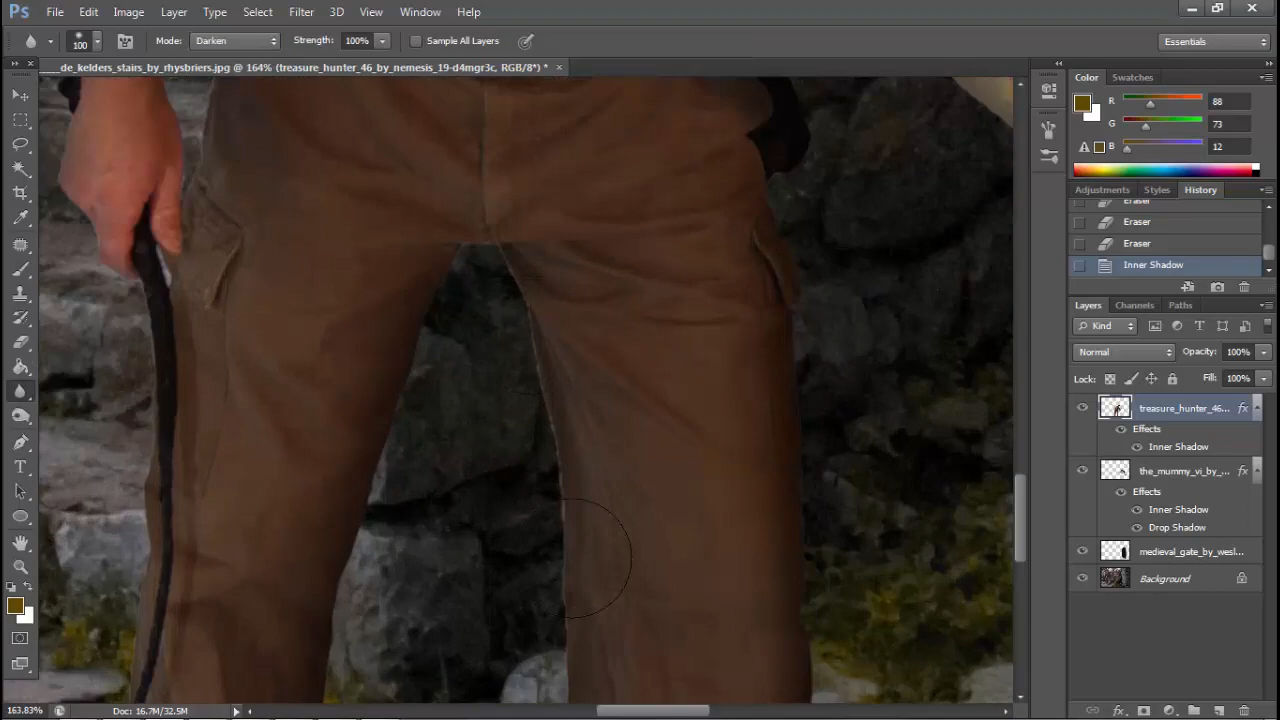 Ps File Edit Image Layer Type Select Filter 3D View Window Help
100 Mode: Darken Strength: 100% Sample All Layers Essentials
de_kelders_stairs_by_rhysbriers.jpg @ 164% (treasure_hunter_46_by_nemesis_19-d4mgr3c, RGB/8*) *
Color Swatches
R 88
G 73
B 12
Adjustments Styles History
Eraser
Eraser
Eraser
Inner Shadow
Layers Channels Paths
Kind
Normal Opacity: 100%
Lock: Fill: 100%
treasure_hunter_46... fx
Effects
Inner Shadow
the_mummy_vi_by_... fx
Effects
Inner Shadow
Drop Shadow
medieval_gate_by_wesl...
Background
163.83% Doc: 16.7M/32.5M